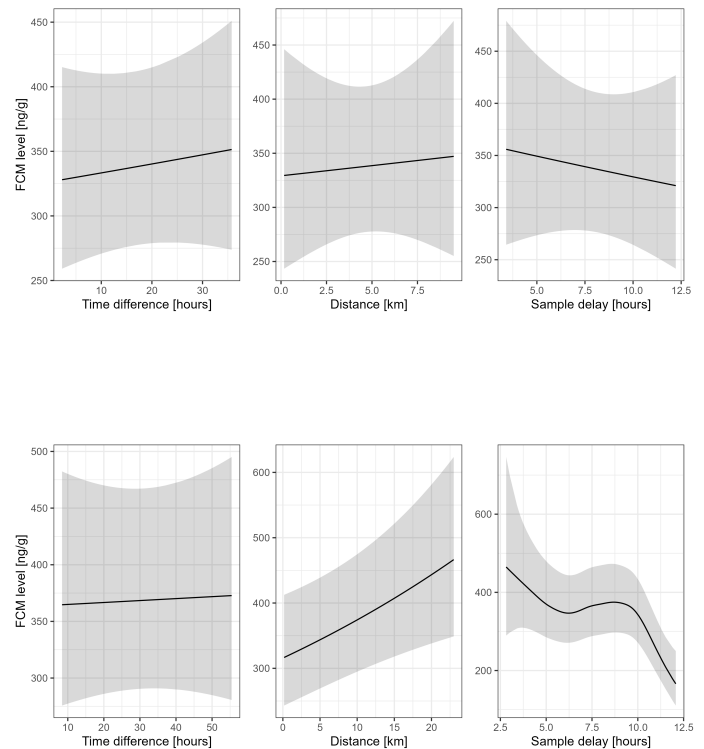 FCM level [ng/g]
450
400
350
300
250
10 20 30
Time difference [hours]
450
400
350
300
250
0.0 2.5 5.0 7.5
Distance [km]
450
400
350
300
250
5.0 7.5 10.0 12.5
Sample delay [hours]
FCM level [ng/g]
500
450
400
350
300
10 20 30 40 50
Time difference [hours]
600
500
400
300
0 5 10 15 20
Distance [km]
600
400
200
2.5 5.0 7.5 10.0 12.5
Sample delay [hours]